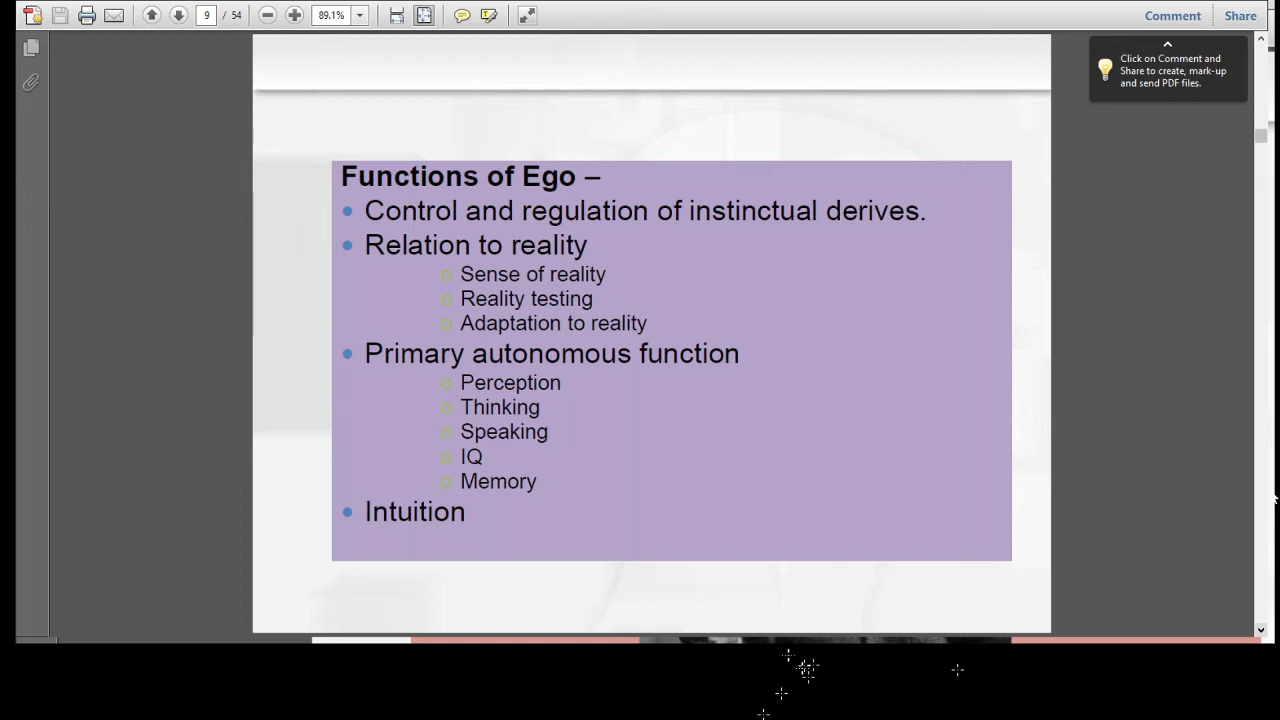 9 / 54
89.1%
Comment
Share
Click on Comment and
Share to create, mark-up
and send PDF files.
Functions of Ego –
Control and regulation of instinctual derives.
Relation to reality
Sense of reality
Reality testing
Adaptation to reality
Primary autonomous function
Perception
Thinking
Speaking
IQ
Memory
Intuition